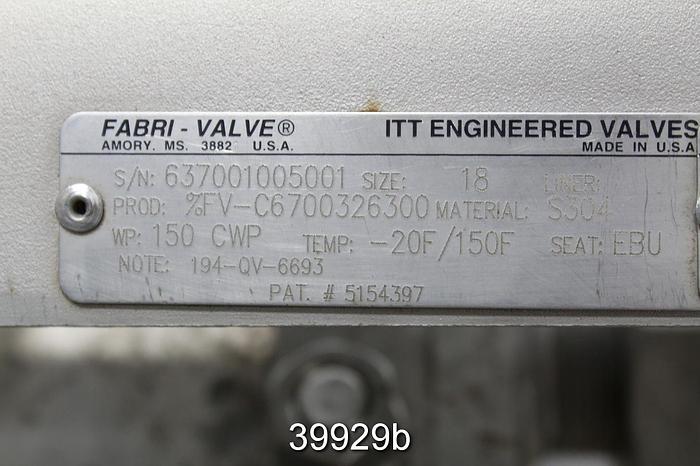 FABRI - VALVE® ITT ENGINEERED VALVES
AMORY. MS. 3882 U.S.A. MADE IN U.S.A
S/N: 637001005001 SIZE: 18 LINER:
PROD: %FV-C6700326300 MATERIAL: S304
WP: 150 CWP TEMP: -20F/150F SEAT: EBU
NOTE: 194-QV-6693
PAT. # 5154397
39929b